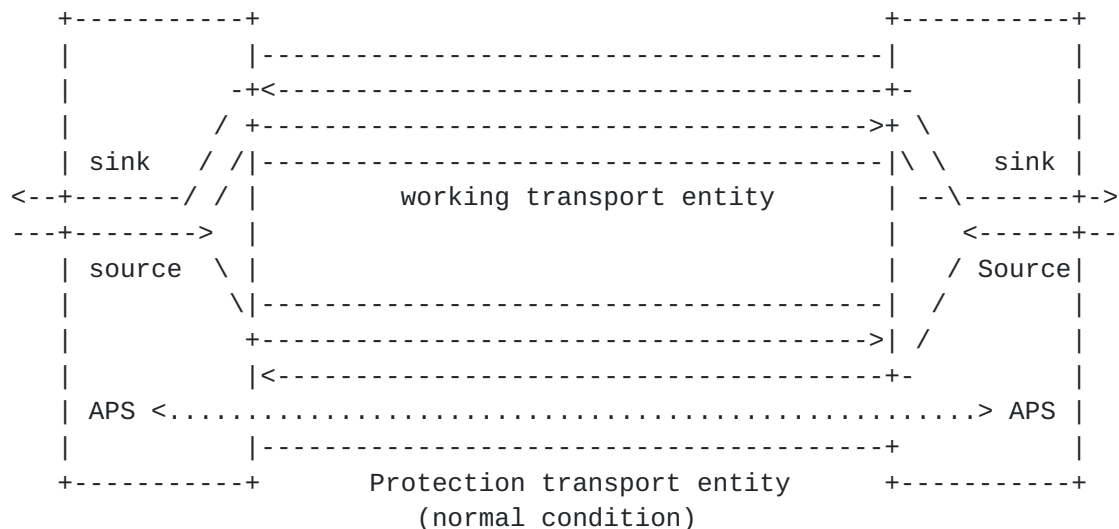 sink sink
working transport entity
source Source
APS APS
Protection transport entity
(normal condition)